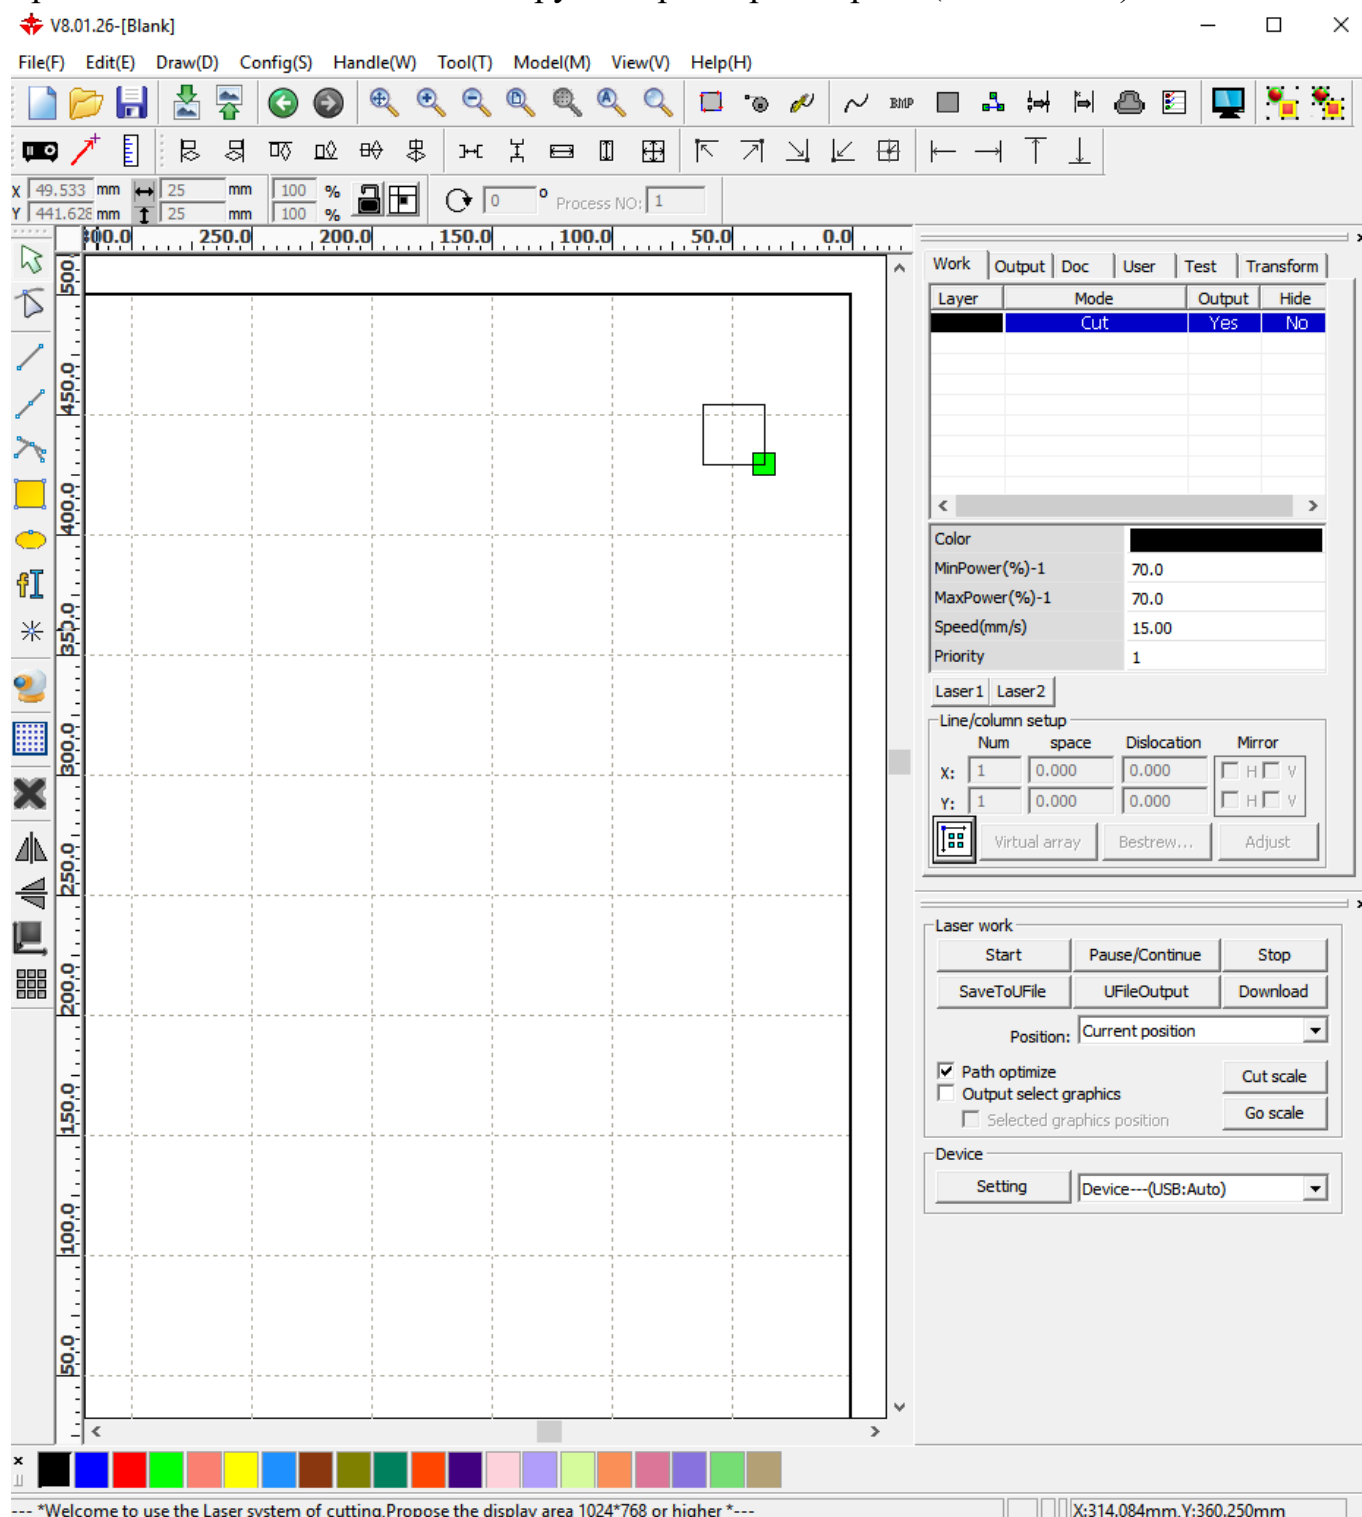 V8.01.26-[Blank]
File(F) Edit(E) Draw(D) Config(S) Handle(W) Tool(T) Model(M) View(V) Help(H)
BMP
X 49.533 mm 25 mm 100 %
Y 441.628 mm 25 mm 100 %
0 ° Process NO: 1
300.0 250.0 200.0 150.0 100.0 50.0 0.0
500.
450.0
400.0
350.0
300.0
250.0
200.0
150.0
100.0
50.0
Work Output Doc User Test Transform
Layer Mode Output Hide
Cut Yes No
Color
MinPower(%)-1 70.0
MaxPower(%)-1 70.0
Speed(mm/s) 15.00
Priority 1
Laser1 Laser2
Line/column setup
Num space Dislocation Mirror
X: 1 0.000 0.000 H V
Y: 1 0.000 0.000 H V
Virtual array Bestrew... Adjust
Laser work
Start Pause/Continue Stop
SaveToUFile UFileOutput Download
Position: Current position
Path optimize
Output select graphics
Selected graphics position
Cut scale
Go scale
Device
Setting Device---(USB:Auto)
--- *Welcome to use the Laser system of cutting,Propose the display area 1024*768 or higher *---
X:314.084mm,Y:360.250mm